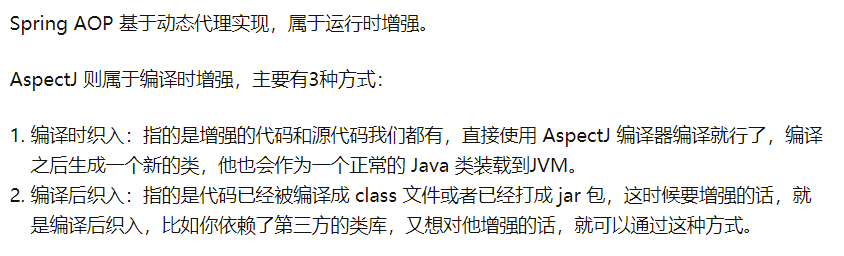 Spring AOP 基于动态代理实现，属于运行时增强。
AspectJ 则属于编译时增强，主要有3种方式：
1. 编译时织入：指的是增强的代码和源代码我们都有，直接使用 AspectJ 编译器编译就行了，编译
之后生成一个新的类，他也会作为一个正常的 Java 类装载到JVM。
2. 编译后织入：指的是代码已经被编译成 class 文件或者已经打成 jar 包，这时候要增强的话，就
是编译后织入，比如你依赖了第三方的类库，又想对他增强的话，就可以通过这种方式。